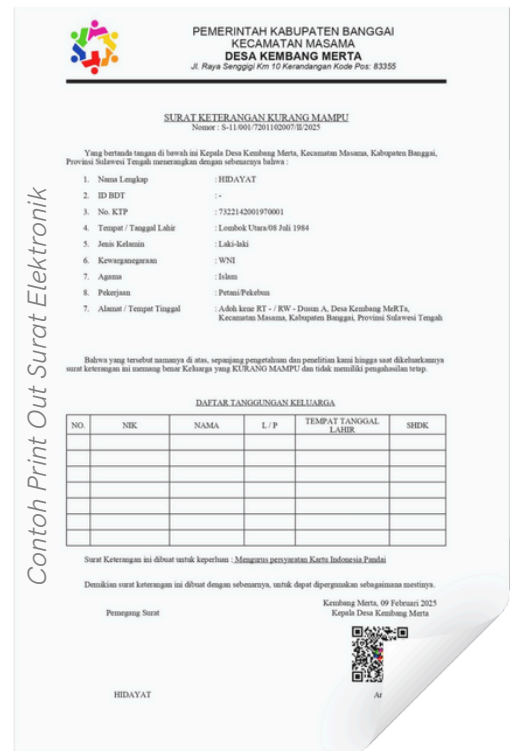 PEMERINTAH KABUPATEN BANGGAI
KECAMATAN MASAMA
DESA KEMBANG MERTA
Jl. Raya Senggigi Km 10 Kerandangan Kode Pos: 83355
SURAT KETERANGAN KURANG MAMPU
Nomor : S-11/001/7201102007/II/2025
Yang bertanda tangan di bawah ini Kepala Desa Kembang Merta, Kecamatan Masama, Kabupaten Banggai,
Provinsi Sulawesi Tengah menerangkan dengan sebenarnya bahwa :
1. Nama Lengkap : HIDAYAT
2. ID BDT : -
3. No. KTP : 7322142001970001
4. Tempat / Tanggal Lahir : Lombok Utara/08 Juli 1984
5. Jenis Kelamin : Laki-laki
6. Kewarganegaraan : WNI
7. Agama : Islam
8. Pekerjaan : Petani/Pekebun
7. Alamat / Tempat Tinggal : Adoh kene RT - / RW - Dusun A, Desa Kembang MeRTa,
Kecamatan Masama, Kabupaten Banggai, Provinsi Sulawesi Tengah
Bahwa yang tersebut namanya di atas, sepanjang pengetahuan dan penelitian kami hingga saat dikeluarkannya
surat keterangan ini memang benar Keluarga yang KURANG MAMPU dan tidak memiliki pengahasilan tetap.
DAFTAR TANGGUNGAN KELUARGA
NO. NIK NAMA L / P TEMPAT TANGGAL LAHIR SHDK
Surat Keterangan ini dibuat untuk keperluan : Mengurus persyaratan Kartu Indonesia Pandai
Demikian surat keterangan ini dibuat dengan sebenarnya, untuk dapat dipergunakan sebagaimana mestinya.
Kembang Merta, 09 Februari 2025
Pemegang Surat Kepala Desa Kembang Merta
HIDAYAT Ar
Contoh Print Out Surat Elektronik